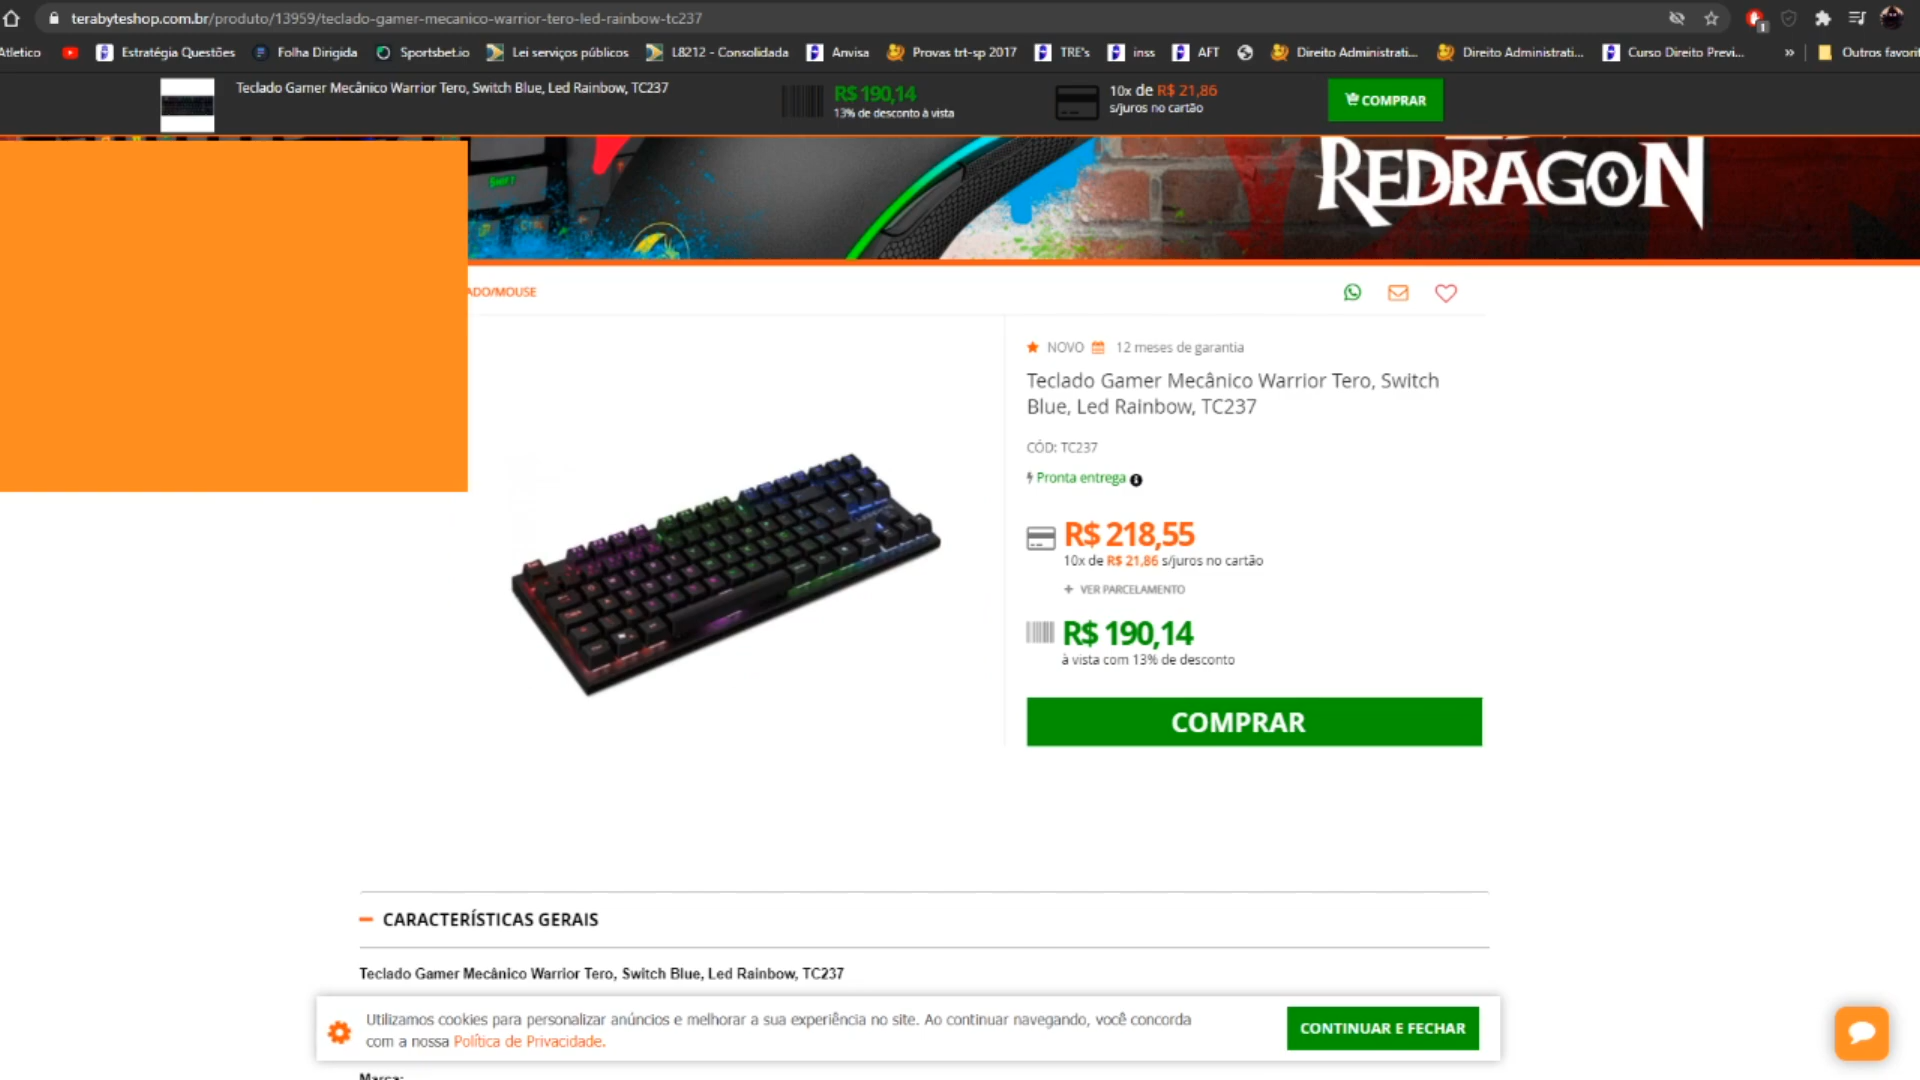 terabyteshop.com.br/produto/13959/teclado-gamer-mecanico-warrior-tero-led-rainbow-tc237
1
Atletico Estratégia Questões Folha Dirigida Sportsbet.io Lei serviços públicos L8212 - Consolidada Anvisa Provas trt-sp 2017 TRE's inss AFT Direito Administrati... Direito Administrati... Curso Direito Previ... » Outros favori
Teclado Gamer Mecânico Warrior Tero, Switch Blue, Led Rainbow, TC237
R$ 190,14
13% de desconto à vista
10x de R$ 21,86
s/juros no cartão
COMPRAR
REDRAGON
ADO/MOUSE
NOVO 12 meses de garantia
Teclado Gamer Mecânico Warrior Tero, Switch
Blue, Led Rainbow, TC237
CÓD: TC237
Pronta entrega
R$ 218,55
10x de R$ 21,86 s/juros no cartão
+ VER PARCELAMENTO
R$ 190,14
à vista com 13% de desconto
COMPRAR
CARACTERÍSTICAS GERAIS
Teclado Gamer Mecânico Warrior Tero, Switch Blue, Led Rainbow, TC237
Utilizamos cookies para personalizar anúncios e melhorar a sua experiência no site. Ao continuar navegando, você concorda
com a nossa Política de Privacidade.
CONTINUAR E FECHAR
Marca: